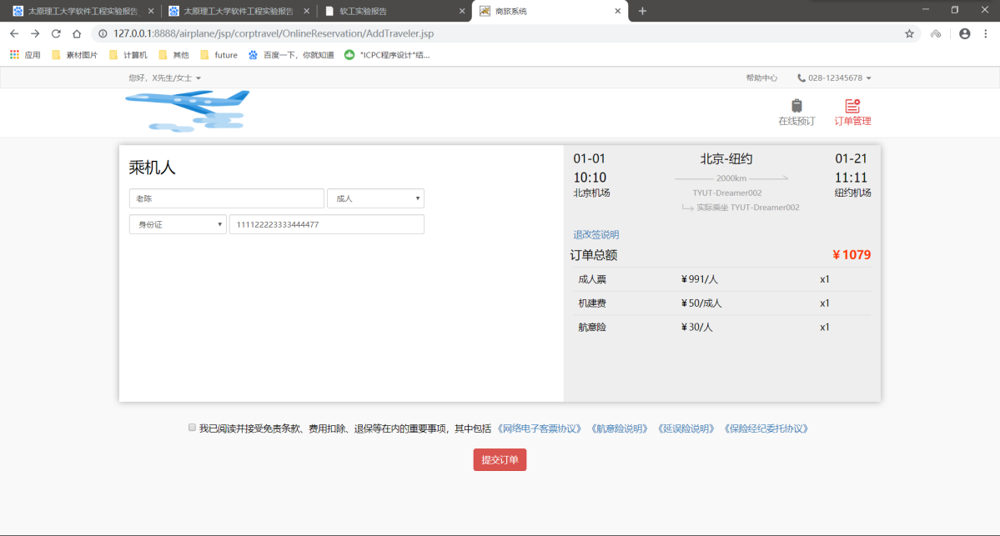 太原理工大学软件工程实验报告
太原理工大学软件工程实验报告
软工实验报告
商旅系统
127.0.0.1:8888/airplane/jsp/corptravel/OnlineReservation/AddTraveler.jsp
应用 素材图片 计算机 其他 future 百度一下，你就知道 "ICPC程序设计"结...
您好，X先生/女士 帮助中心 028-12345678
在线预订 订单管理
乘机人
老陈 成人
身份证 111122223333444477
01-01 北京-纽约 01-21
10:10 2000km 11:11
北京机场 TYUT-Dreamer002 纽约机场
实际乘坐 TYUT-Dreamer002
退改签说明
订单总额 ¥1079
成人票 ¥991/人 x1
机建费 ¥50/成人 x1
航意险 ¥30/人 x1
我已阅读并接受免责条款、费用扣除、退保等在内的重要事项，其中包括 《网络电子客票协议》 《航意险说明》 《延误险说明》 《保险经纪委托协议》
提交订单